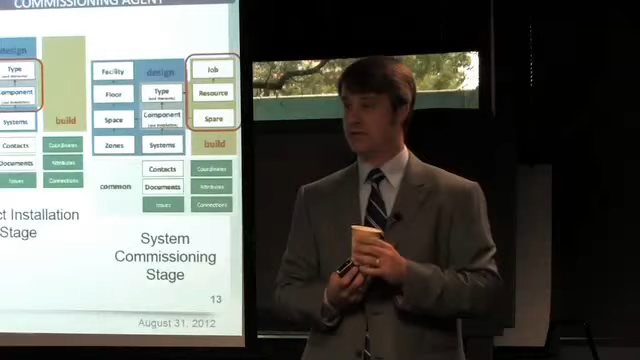 COMMISSIONING AGENT
design
Type
Component
Systems
build
Contacts
Documents
Issues
Coordinates
Attributes
Connections
ct Installation
Stage
Facility
design
Job
Floor
Type
Resource
Space
Component
Spare
Zones
Systems
build
Contacts
Coordinates
common
Documents
Attributes
Issues
Connections
System
Commissioning
Stage
13
August 31, 2012